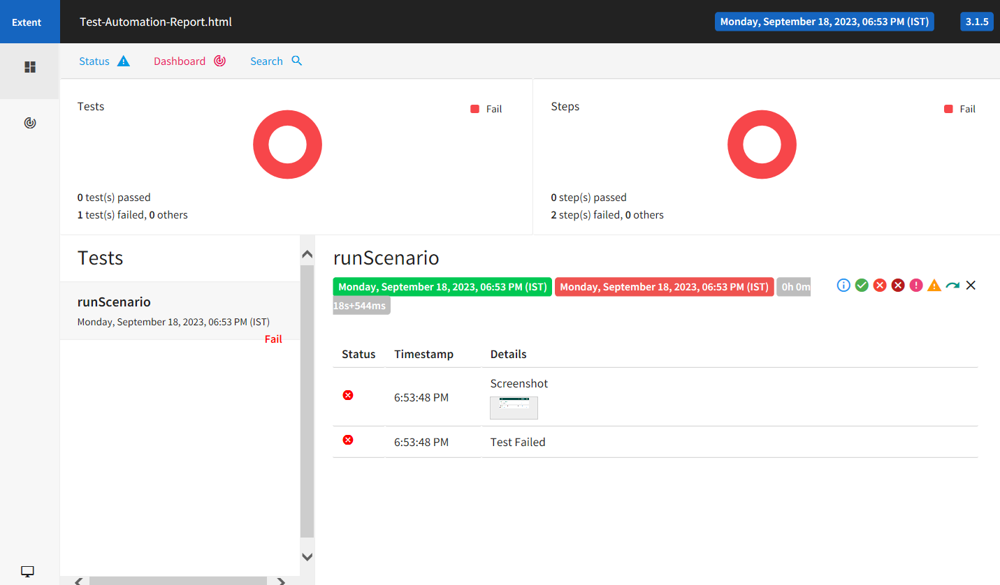 Extent
Test-Automation-Report.html
Monday, September 18, 2023, 06:53 PM (IST)
3.1.5
Status
Dashboard
Search
Tests
Fail
0 test(s) passed
1 test(s) failed, 0 others
Steps
Fail
0 step(s) passed
2 step(s) failed, 0 others
Tests
runScenario
Monday, September 18, 2023, 06:53 PM (IST)
Fail
runScenario
Monday, September 18, 2023, 06:53 PM (IST) Monday, September 18, 2023, 06:53 PM (IST) 0h 0m
18s+544ms
Status Timestamp Details
Screenshot
6:53:48 PM
6:53:48 PM Test Failed